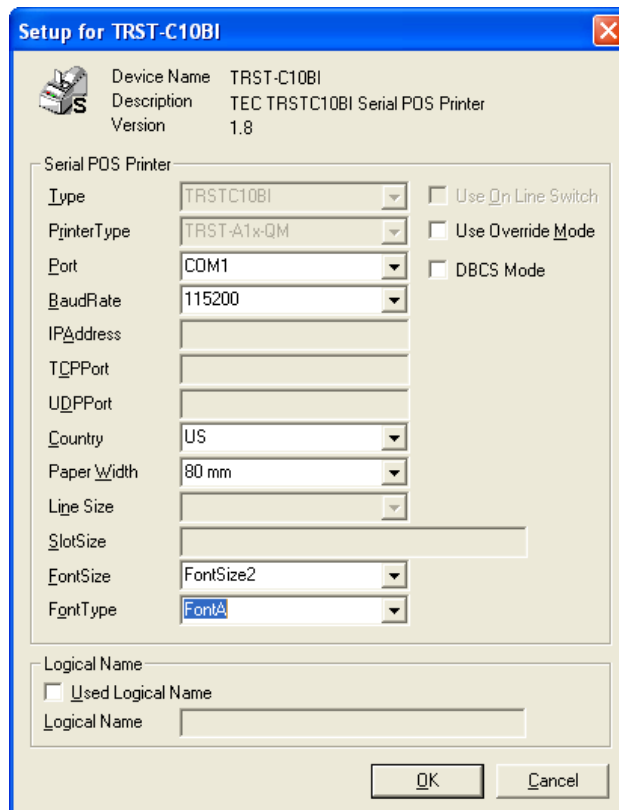 Setup for TRST-C10BI
Device Name TRST-C10BI
Description TEC TRSTC10BI Serial POS Printer
Version 1.8
S
Serial POS Printer
Type TRSTC10BI Use On Line Switch
PrinterType TRST-A1x-QM Use Override Mode
Port COM1 DBCS Mode
BaudRate 115200
IPAddress
TCPPort
UDPPort
Country US
Paper Width 80 mm
Line Size
SlotSize
FontSize FontSize2
FontType FontA
Logical Name
Used Logical Name
Logical Name
OK Cancel